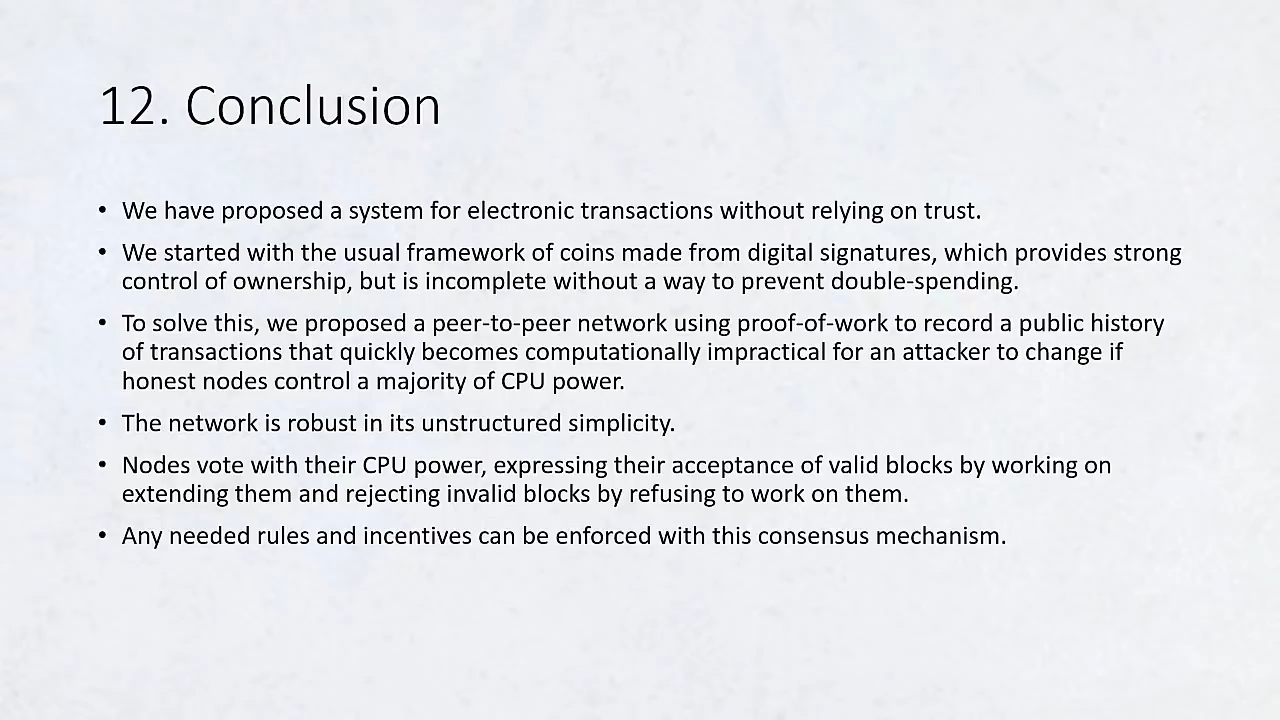 12. Conclusion
• We have proposed a system for electronic transactions without relying on trust.
• We started with the usual framework of coins made from digital signatures, which provides strong
control of ownership, but is incomplete without a way to prevent double-spending.
• To solve this, we proposed a peer-to-peer network using proof-of-work to record a public history
of transactions that quickly becomes computationally impractical for an attacker to change if
honest nodes control a majority of CPU power.
• The network is robust in its unstructured simplicity.
• Nodes vote with their CPU power, expressing their acceptance of valid blocks by working on
extending them and rejecting invalid blocks by refusing to work on them.
• Any needed rules and incentives can be enforced with this consensus mechanism.